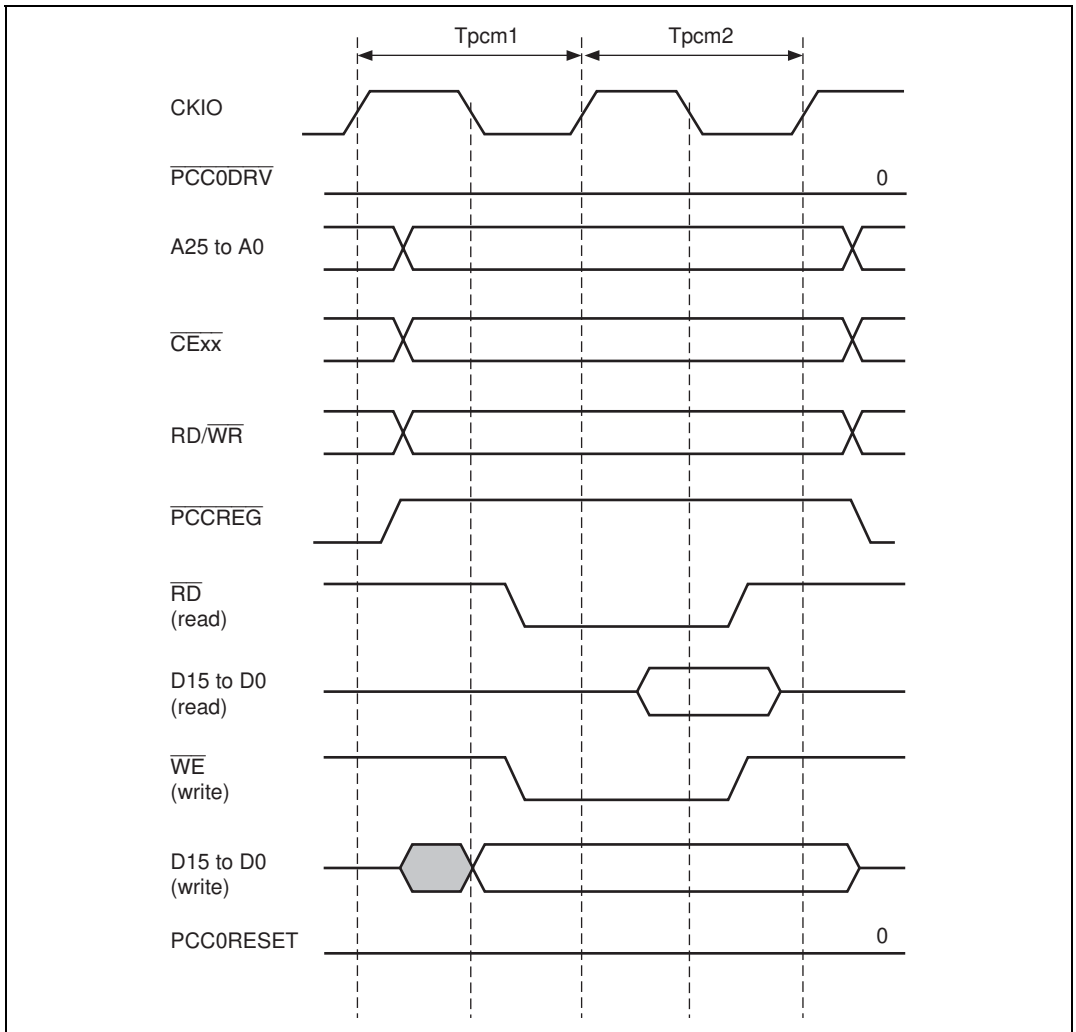 Tpcm1 Tpcm2
CKIO
PCC0DRV
0
A25 to A0
CExx
RD/WR
PCCREG
RD
(read)
D15 to D0
(read)
WE
(write)
D15 to D0
(write)
PCC0RESET
0